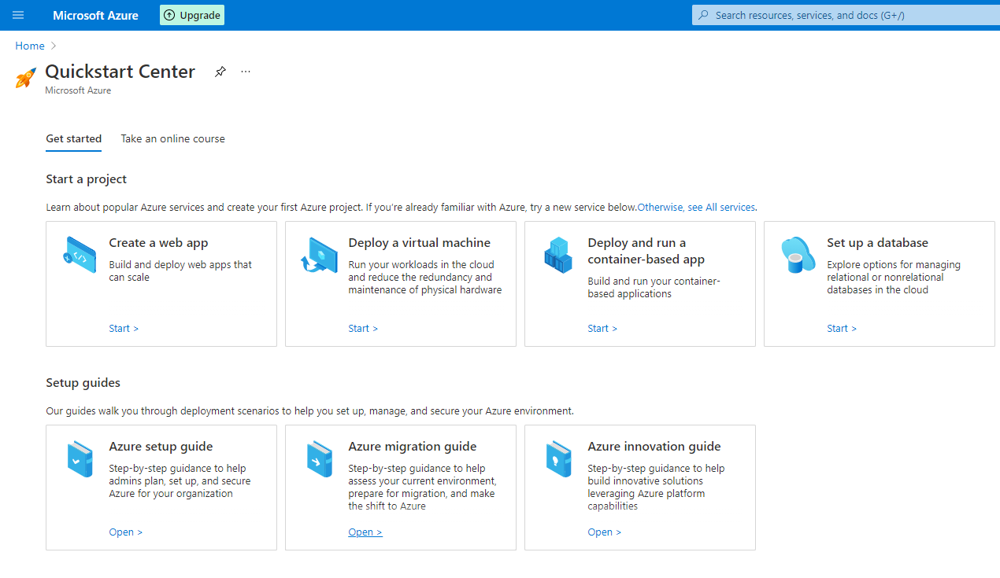 Microsoft Azure
Upgrade
Search resources, services, and docs (G+/)
Home >
Quickstart Center
...
Microsoft Azure
Get started
Take an online course
Start a project
Learn about popular Azure services and create your first Azure project. If you're already familiar with Azure, try a new service below.Otherwise, see All services.
Create a web app
Build and deploy web apps that
can scale
Start >
Deploy a virtual machine
Run your workloads in the cloud
and reduce the redundancy and
maintenance of physical hardware
Start >
Deploy and run a
container-based app
Build and run your container-
based applications
Start >
Set up a database
Explore options for managing
relational or nonrelational
databases in the cloud
Start >
Setup guides
Our guides walk you through deployment scenarios to help you set up, manage, and secure your Azure environment.
Azure setup guide
Step-by-step guidance to help
admins plan, set up, and secure
Azure for your organization
Open >
Azure migration guide
Step-by-step guidance to help
assess your current environment,
prepare for migration, and make
the shift to Azure
Open >
Azure innovation guide
Step-by-step guidance to help
build innovative solutions
leveraging Azure platform
capabilities
Open >